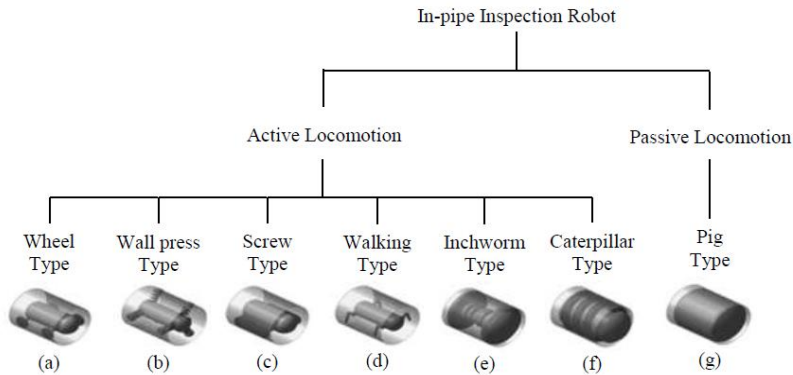 In-pipe Inspection Robot
Active Locomotion
Passive Locomotion
Wheel
Type
Wall press
Type
Screw
Type
Walking
Type
Inchworm
Type
Caterpillar
Type
Pig
Type
(a)
(b)
(c)
(d)
(e)
(f)
(g)